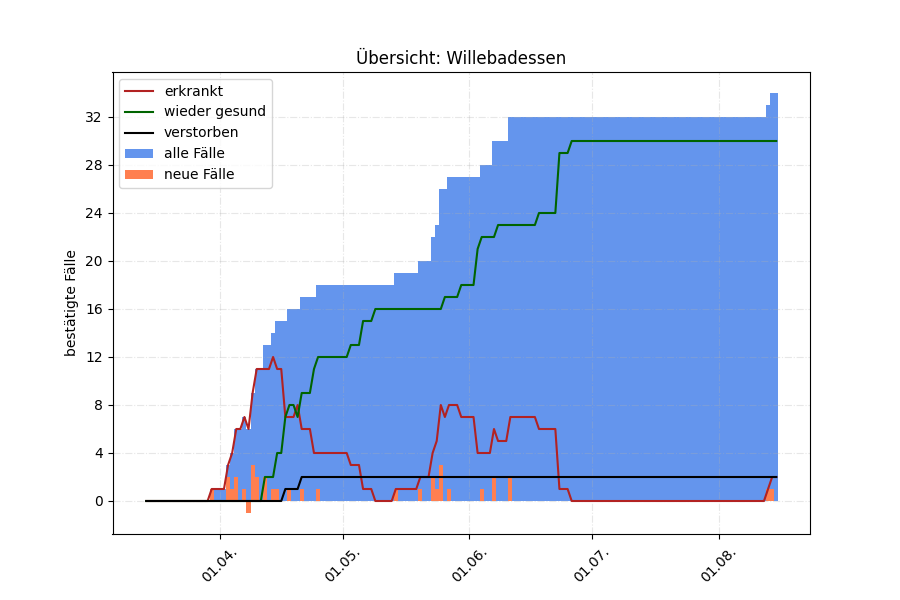 Übersicht: Willebadessen
erkrankt
wieder gesund
verstorben
alle Fälle
neue Fälle
bestätigte Fälle
32
28
24
20
16
12
8
4
0
01.04.
01.05.
01.06.
01.07.
01.08.